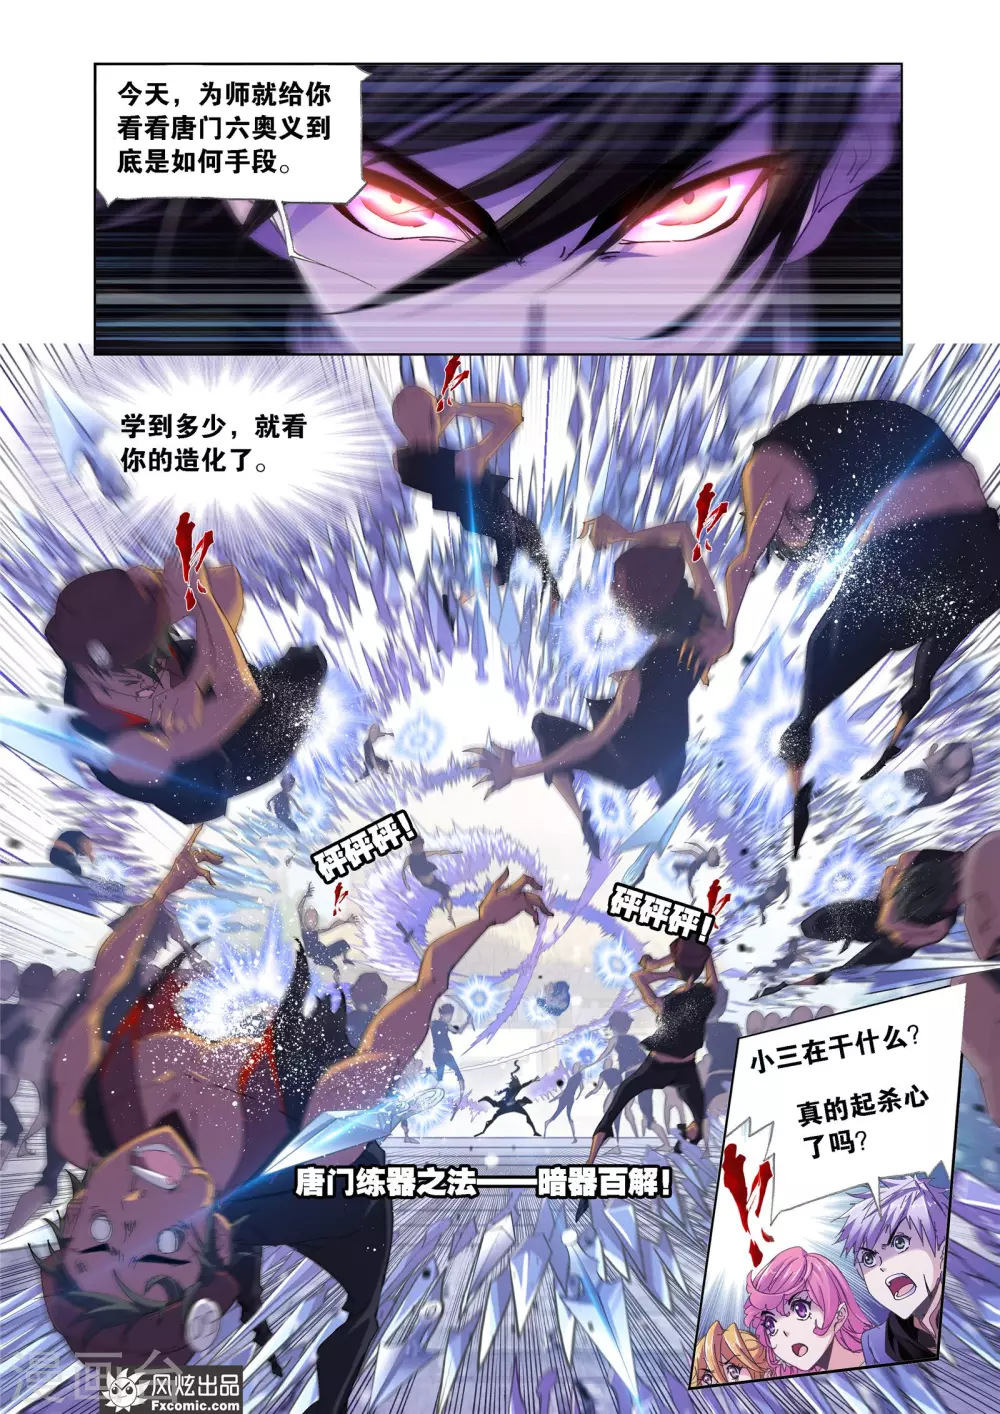 今天，为师就给你
看看唐门六奥义到
底是如何手段。
学到多少，就看
你的造化了。
砰砰砰！
砰砰砰！
唐门练器之法——暗器百解！
小三在干什么？
真的起杀心
了吗？
漫画台
风炫出品
Fxcomic.com